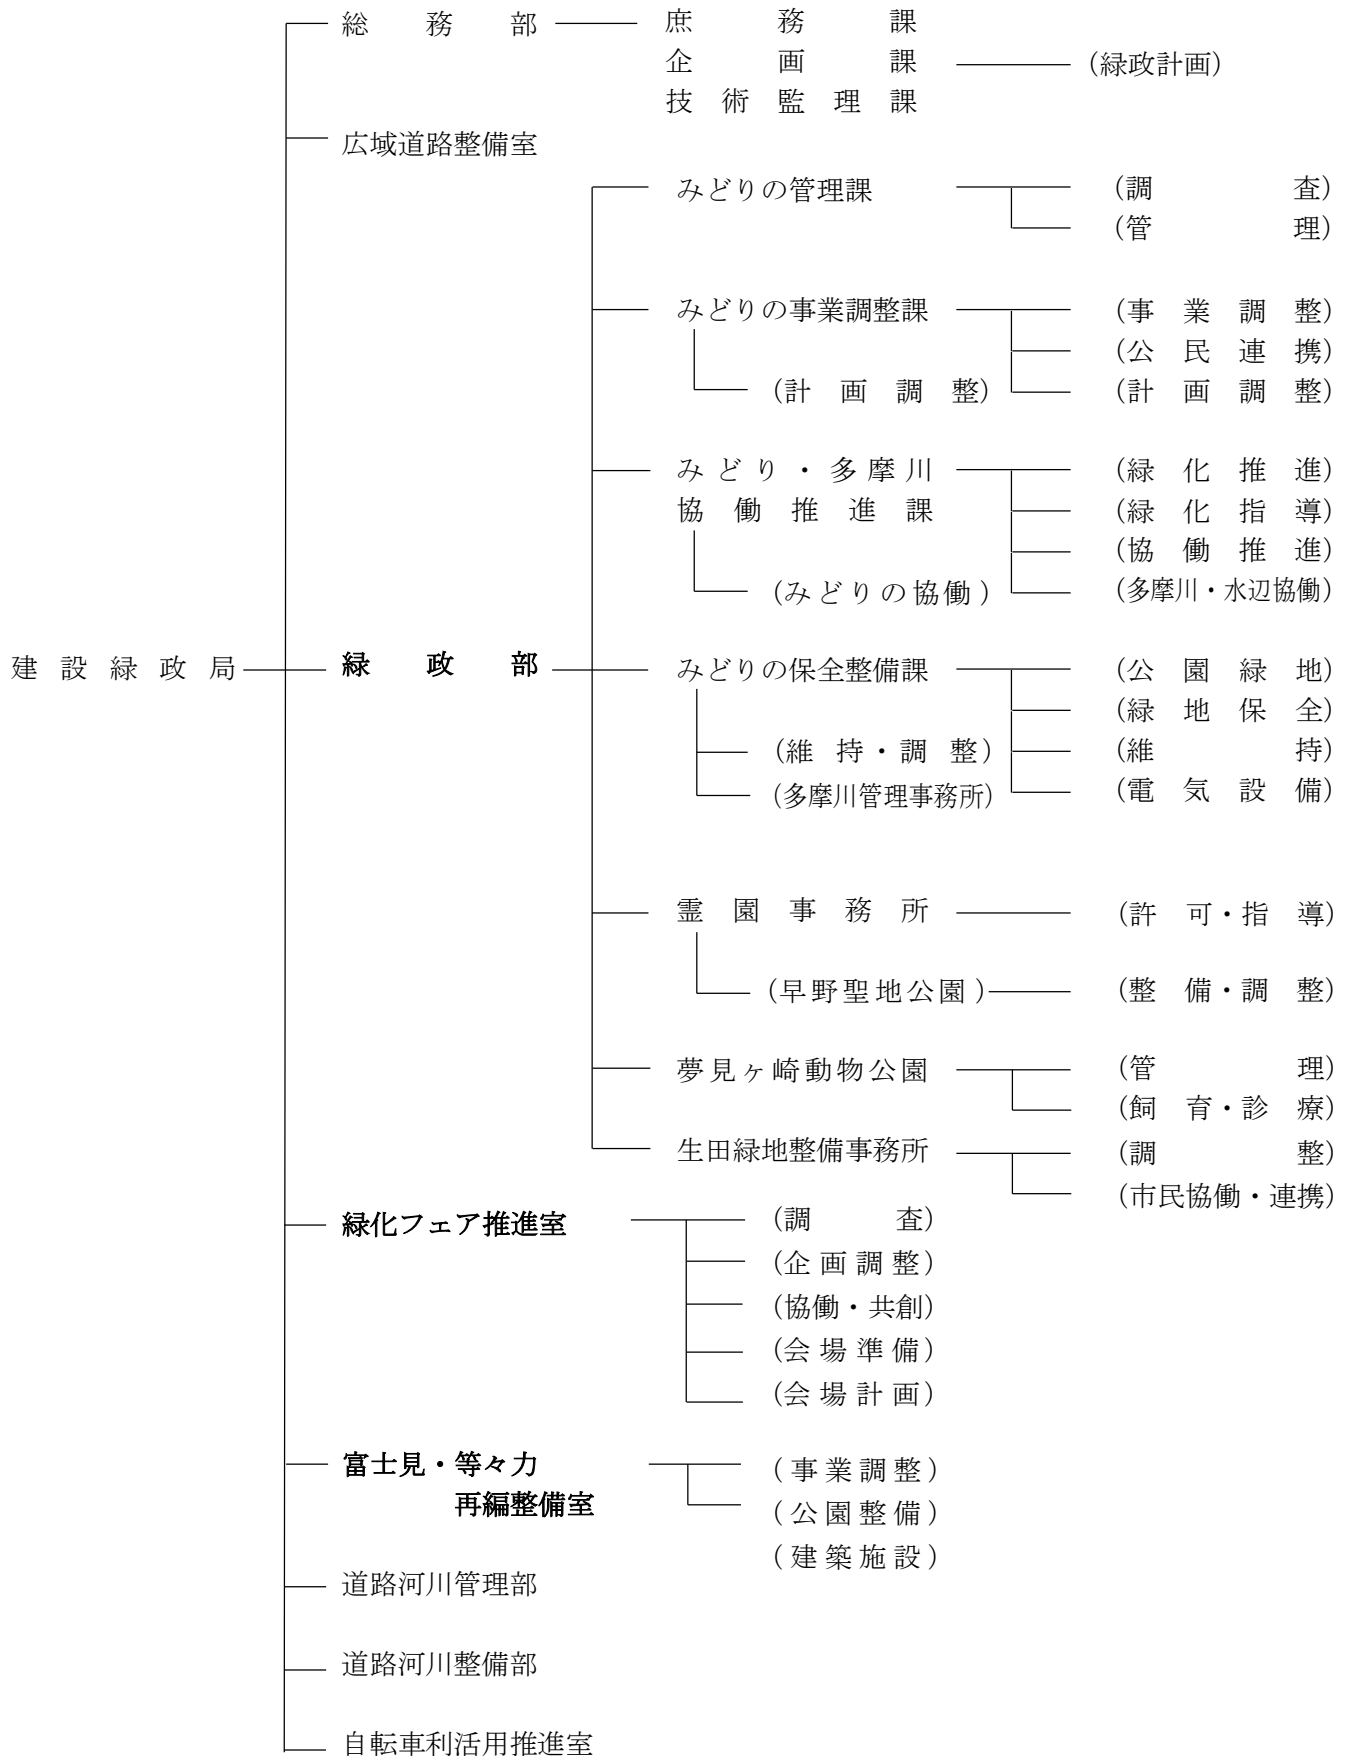 総務部 庶務課
企画課 (緑政計画)
技術監理課
広域道路整備室
みどりの管理課 (調査)
(管理)
みどりの事業調整課 (事業調整)
(公民連携)
(計画調整) (計画調整)
みどり・多摩川 (緑化推進)
協働推進課 (緑化指導)
(協働推進)
(みどりの協働) (多摩川・水辺協働)
建設緑政局 緑政部 みどりの保全整備課 (公園緑地)
(緑地保全)
(維持・調整) (維持)
(多摩川管理事務所) (電気設備)
霊園事務所 (許可・指導)
(早野聖地公園) (整備・調整)
夢見ヶ崎動物公園 (管理)
(飼育・診療)
生田緑地整備事務所 (調整)
(市民協働・連携)
緑化フェア推進室 (調査)
(企画調整)
(協働・共創)
(会場準備)
(会場計画)
富士見・等々力 (事業調整)
再編整備室 (公園整備)
(建築施設)
道路河川管理部
道路河川整備部
自転車利活用推進室